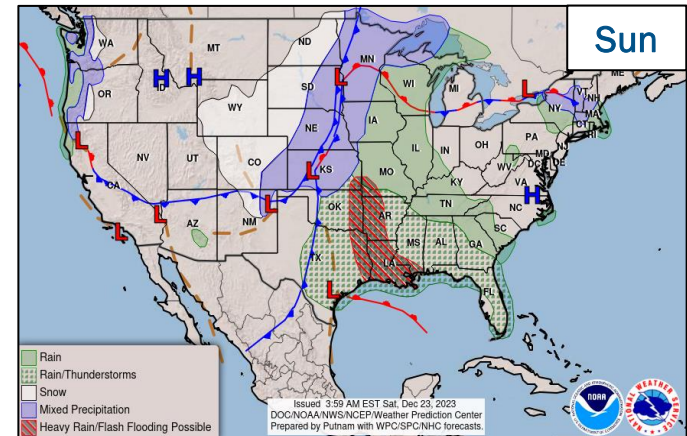 Sun
WA
MT
ND
MN
ME
OR
ID
SD
WI
MI
VT
NH
NY
MA
CT
RI
WY
NE
IA
PA
NJ
NV
UT
CO
IL
IN
OH
MD
DE
DC
WV
VA
KS
MO
KY
CA
AZ
NM
OK
AR
TN
NC
SC
MS
AL
GA
TX
LA
FL
H
H
H
L
L
L
L
L
L
L
L
Rain
Rain/Thunderstorms
Snow
Mixed Precipitation
Heavy Rain/Flash Flooding Possible
Issued 3:59 AM EST Sat, Dec 23, 2023
DOC/NOAA/NWS/NCEP/Weather Prediction Center
Prepared by Putnam with WPC/SPC/NHC forecasts.
NOAA
NATIONAL WEATHER SERVICE